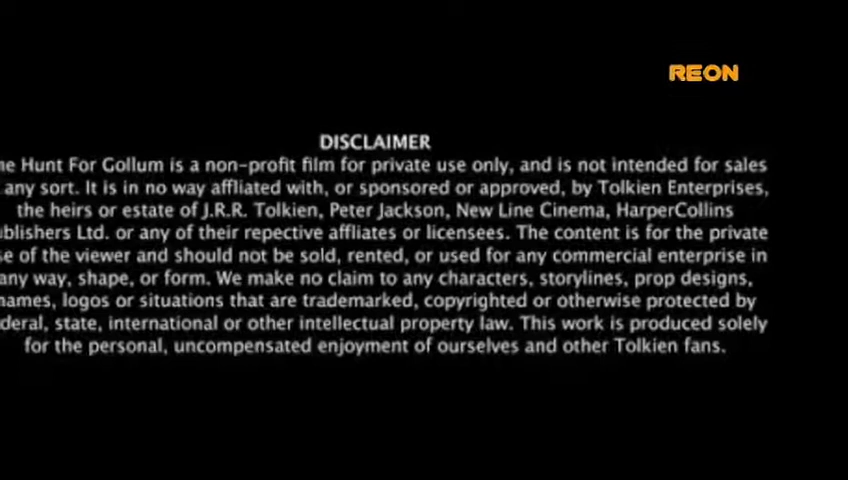 REON
DISCLAIMER
e Hunt For Gollum is a non-profit film for private use only, and is not intended for sales
any sort. It is in no way affliated with, or sponsored or approved, by Tolkien Enterprises,
the heirs or estate of J.R.R. Tolkien, Peter Jackson, New Line Cinema, HarperCollins
blishers Ltd. or any of their repective affliates or licensees. The content is for the private
se of the viewer and should not be sold, rented, or used for any commercial enterprise in
any way, shape, or form. We make no claim to any characters, storylines, prop designs,
names, logos or situations that are trademarked, copyrighted or otherwise protected by
deral, state, international or other intellectual property law. This work is produced solely
for the personal, uncompensated enjoyment of ourselves and other Tolkien fans.